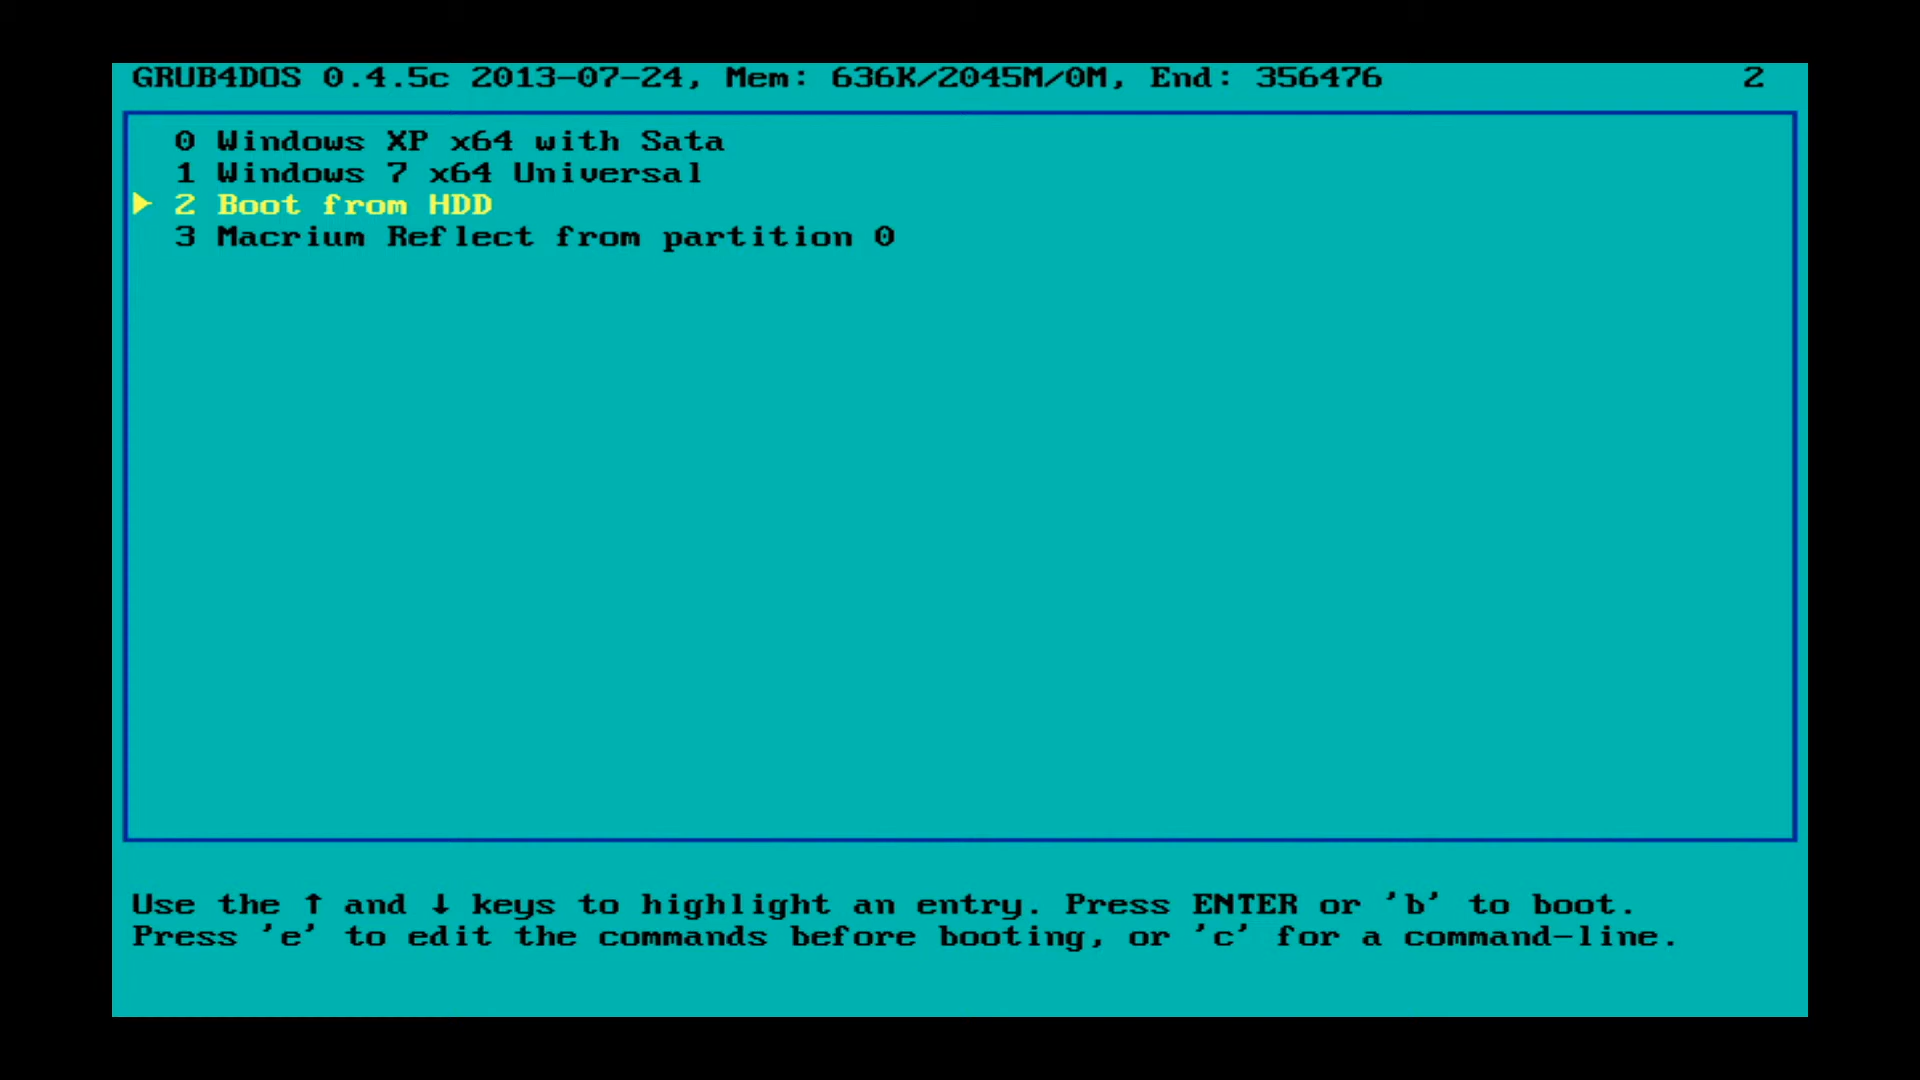 GRUB4DOS 0.4.5c 2013-07-24, Mem: 636K/2045M/0M, End: 356476 2
0 Windows XP x64 with Sata
1 Windows 7 x64 Universal
2 Boot from HDD
3 Macrium Reflect from partition 0
Use the ↑ and ↓ keys to highlight an entry. Press ENTER or 'b' to boot.
Press 'e' to edit the commands before booting, or 'c' for a command-line.